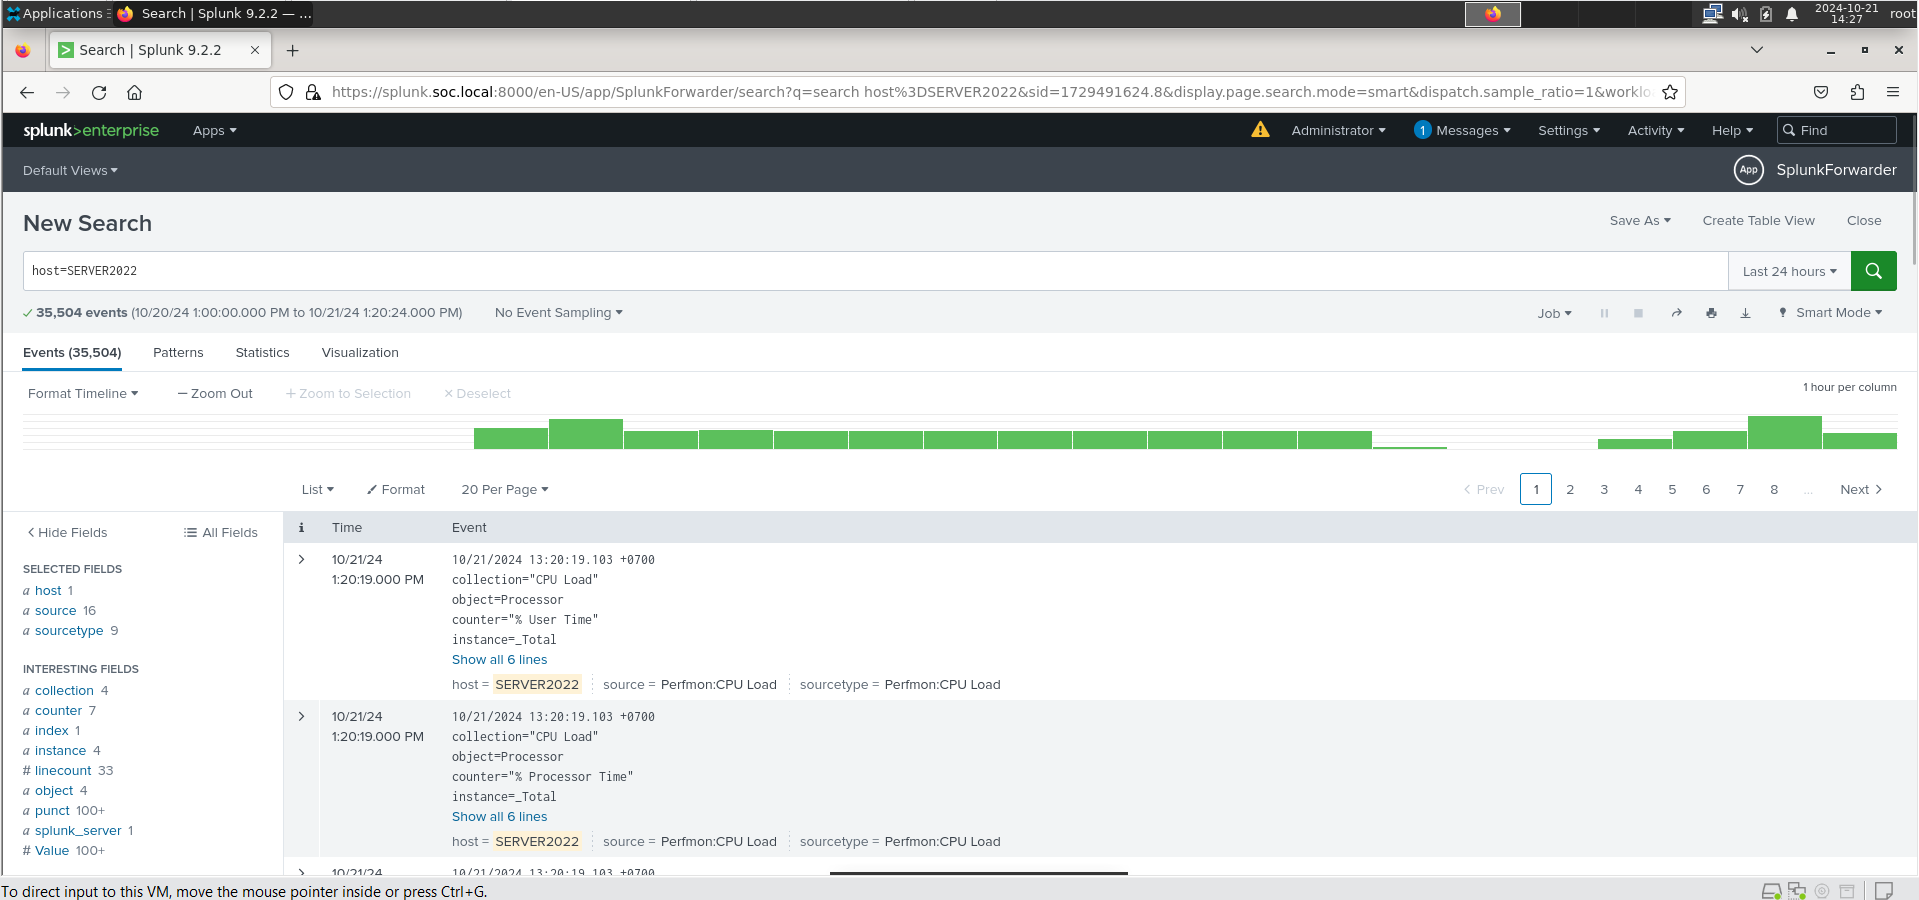 Applications
Search | Splunk 9.2.2 — ...
2024-10-21
14:27
root
Search | Splunk 9.2.2
https://splunk.soc.local:8000/en-US/app/SplunkForwarder/search?q=search host%3DSERVER2022&sid=1729491624.8&display.page.search.mode=smart&dispatch.sample_ratio=1&worklo
splunk>enterprise
Apps
Administrator
1 Messages
Settings
Activity
Help
Find
Default Views
App
SplunkForwarder
New Search
Save As
Create Table View
Close
host=SERVER2022
Last 24 hours
35,504 events (10/20/24 1:00:00.000 PM to 10/21/24 1:20:24.000 PM)
No Event Sampling
Job
Smart Mode
Events (35,504)
Patterns
Statistics
Visualization
Format Timeline
— Zoom Out
+ Zoom to Selection
× Deselect
1 hour per column
List
Format
20 Per Page
< Prev
1
2
3
4
5
6
7
8
...
Next >
< Hide Fields
All Fields
i
Time
Event
SELECTED FIELDS
a host 1
a source 16
a sourcetype 9
INTERESTING FIELDS
a collection 4
a counter 7
a index 1
a instance 4
# linecount 33
a object 4
a punct 100+
a splunk_server 1
# Value 100+
10/21/24
1:20:19.000 PM
10/21/2024 13:20:19.103 +0700
collection="CPU Load"
object=Processor
counter="% User Time"
instance=_Total
Show all 6 lines
host = SERVER2022
source = Perfmon:CPU Load
sourcetype = Perfmon:CPU Load
10/21/24
1:20:19.000 PM
10/21/2024 13:20:19.103 +0700
collection="CPU Load"
object=Processor
counter="% Processor Time"
instance=_Total
Show all 6 lines
host = SERVER2022
source = Perfmon:CPU Load
sourcetype = Perfmon:CPU Load
10/21/24
10/21/2024 13:20:19.103 +0700
To direct input to this VM, move the mouse pointer inside or press Ctrl+G.